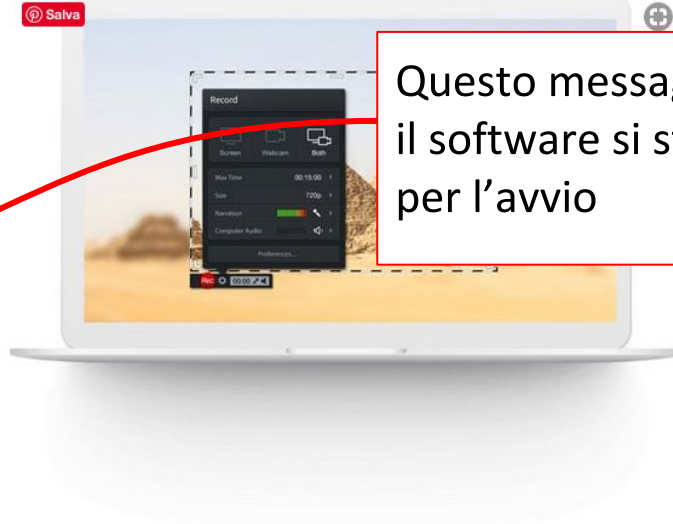 Salva
Questo messag
il software si st
per l’avvio
Record
Screen Webcam Both
Max Time 00:15:00
Size 720p
Narration
Computer Audio
Preferences...
Rec 00:00